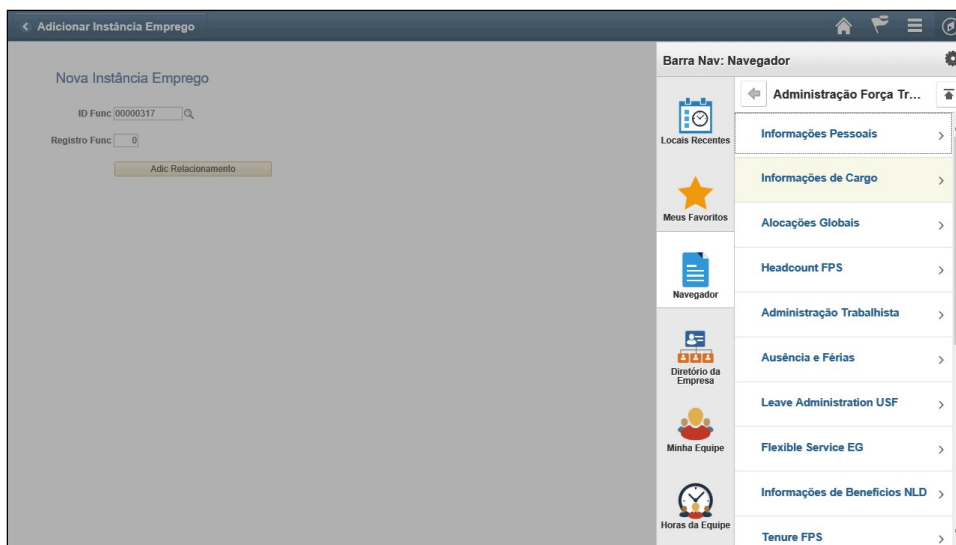 Adicionar Instância Emprego
Nova Instância Emprego
ID Func 00000317
Registro Func 0
Adic Relacionamento
Barra Nav: Navegador
Locais Recentes
Meus Favoritos
Navegador
Diretório da
Empresa
Minha Equipe
Horas da Equipe
Administração Força Tr...
Informações Pessoais
Informações de Cargo
Alocações Globais
Headcount FPS
Administração Trabalhista
Ausência e Férias
Leave Administration USF
Flexible Service EG
Informações de Benefícios NLD
Tenure FPS